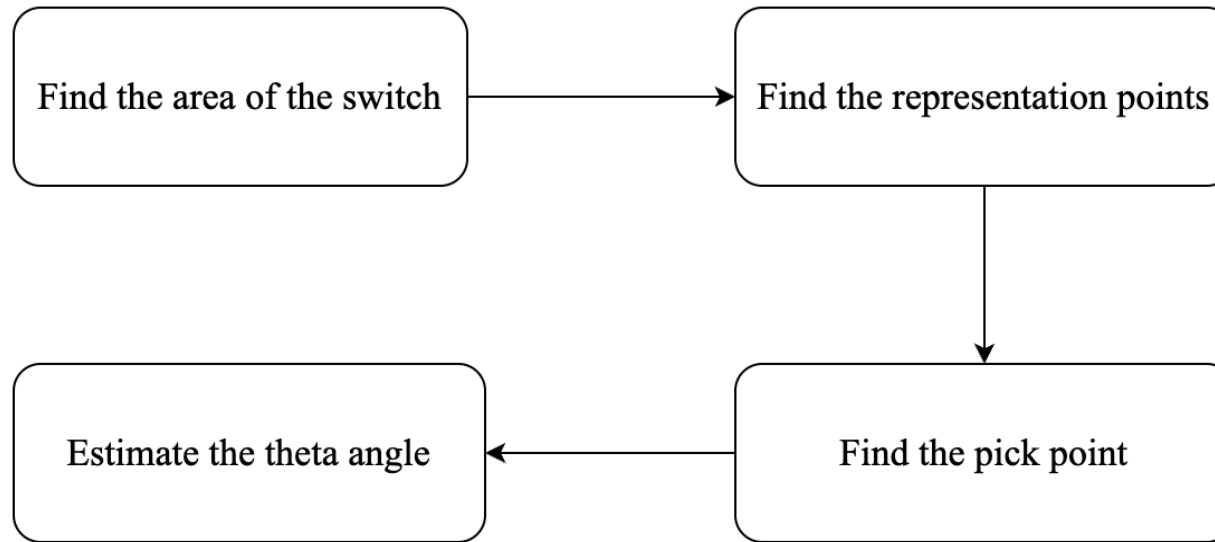 Find the area of the switch
Find the representation points
Find the pick point
Estimate the theta angle